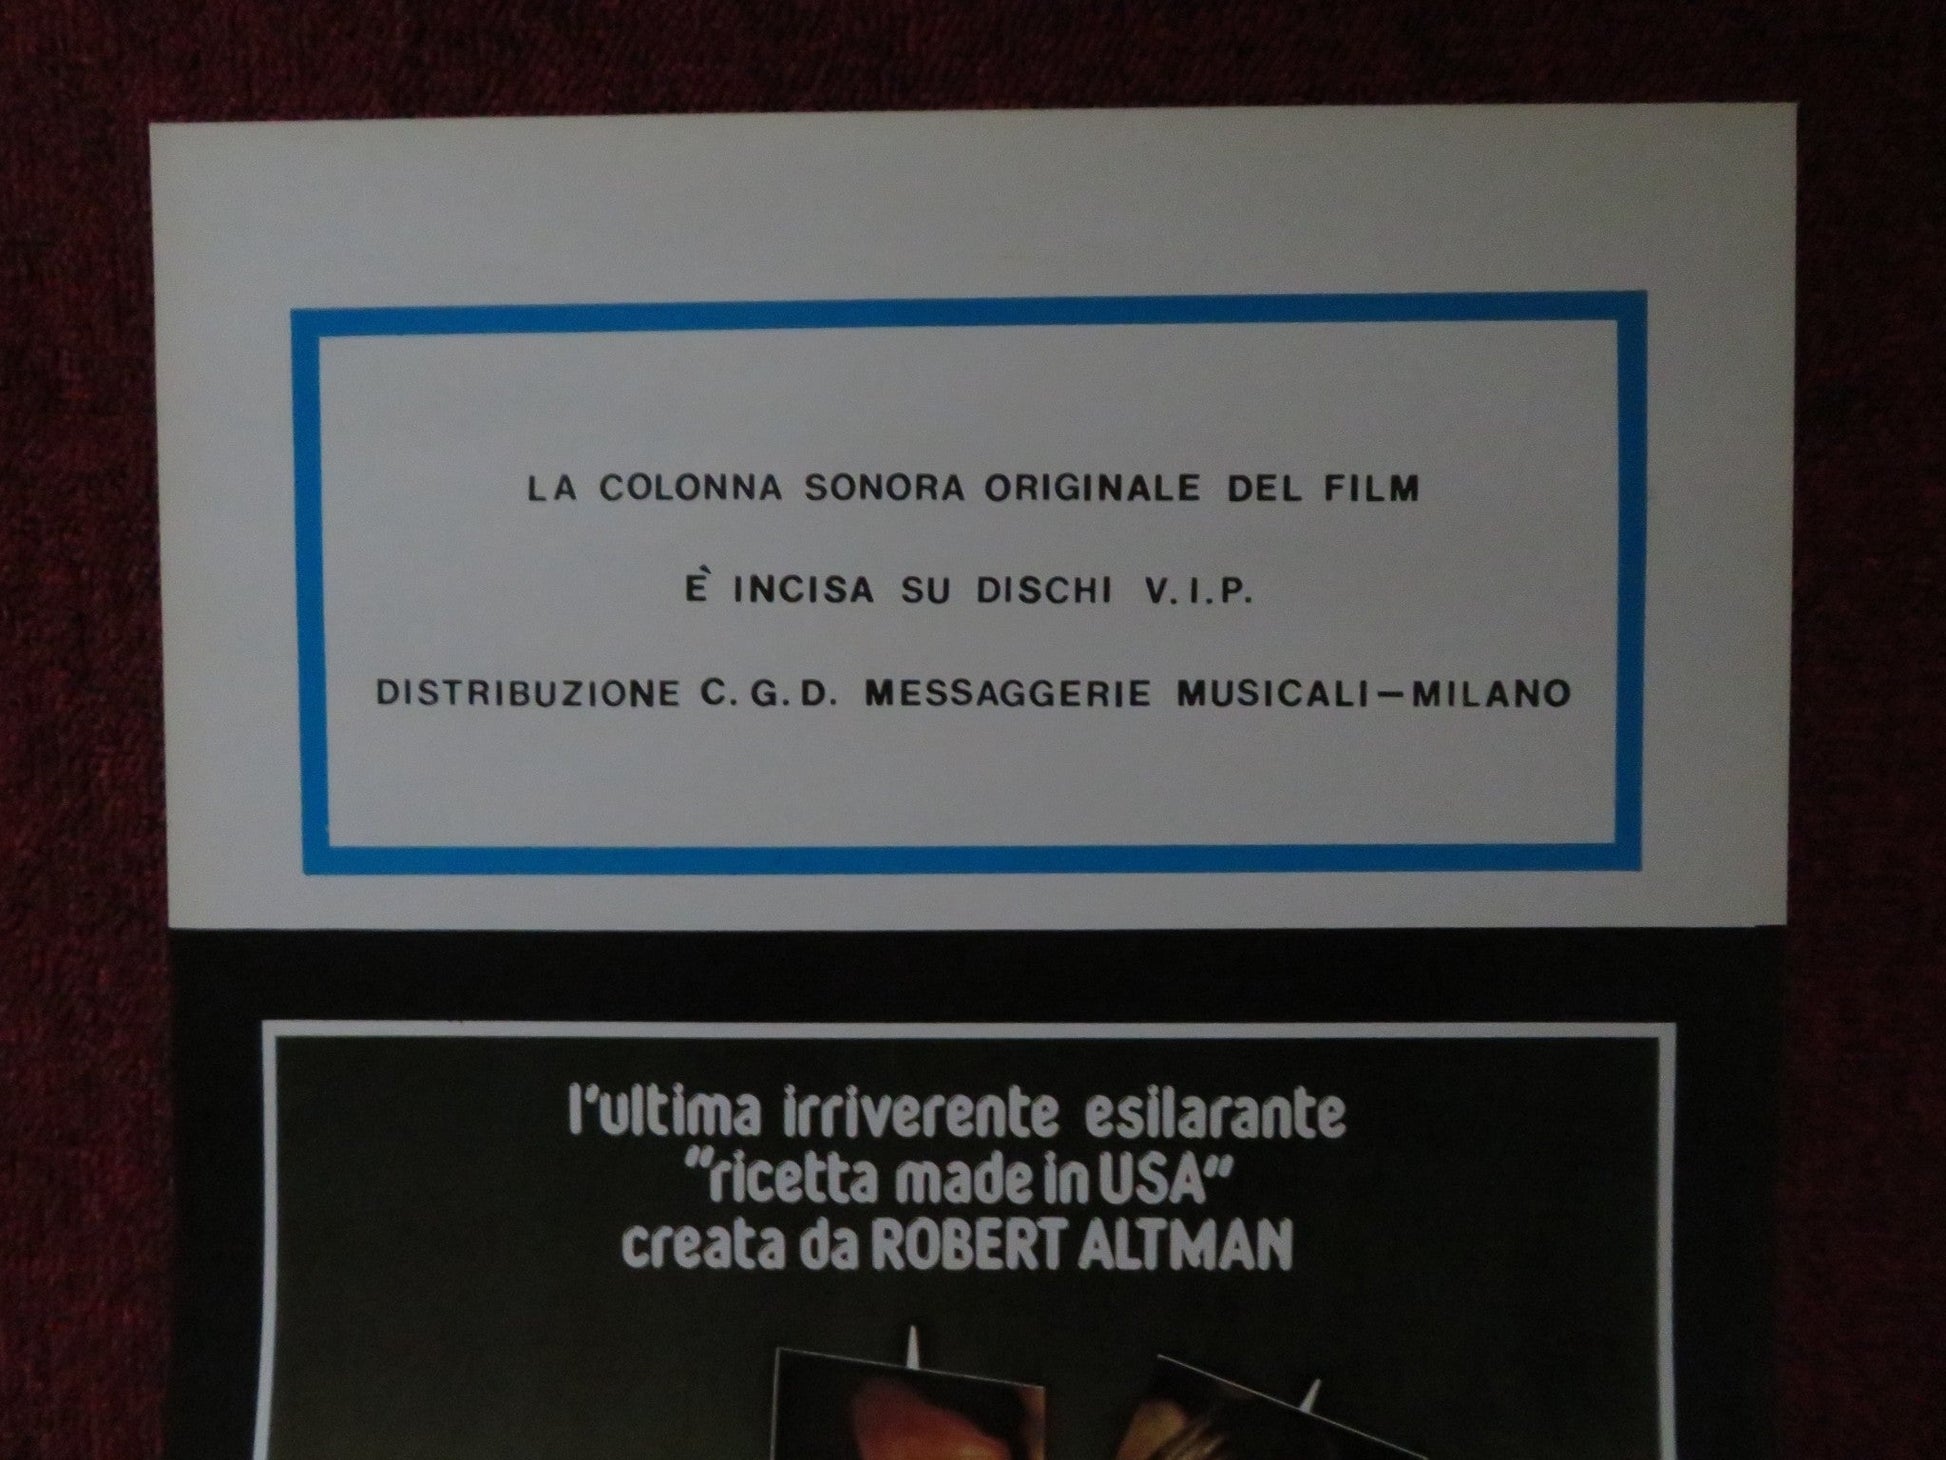 LA COLONNA SONORA ORIGINALE DEL FILM
È INCISA SU DISCHI V.I.P.
DISTRIBUZIONE C.G.D. MESSAGGERIE MUSICALI—MILANO
l'ultima irriverente esilarante
"ricetta made in USA"
creata da ROBERT ALTMAN